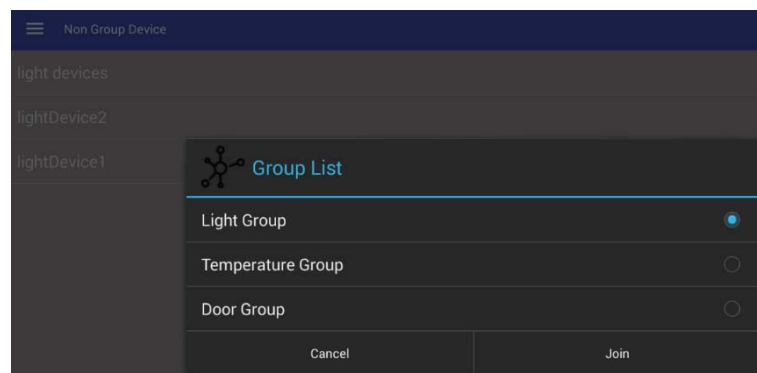 Non Group Device
light devices
lightDevice2
lightDevice1
Group List
Light Group
Temperature Group
Door Group
Cancel Join